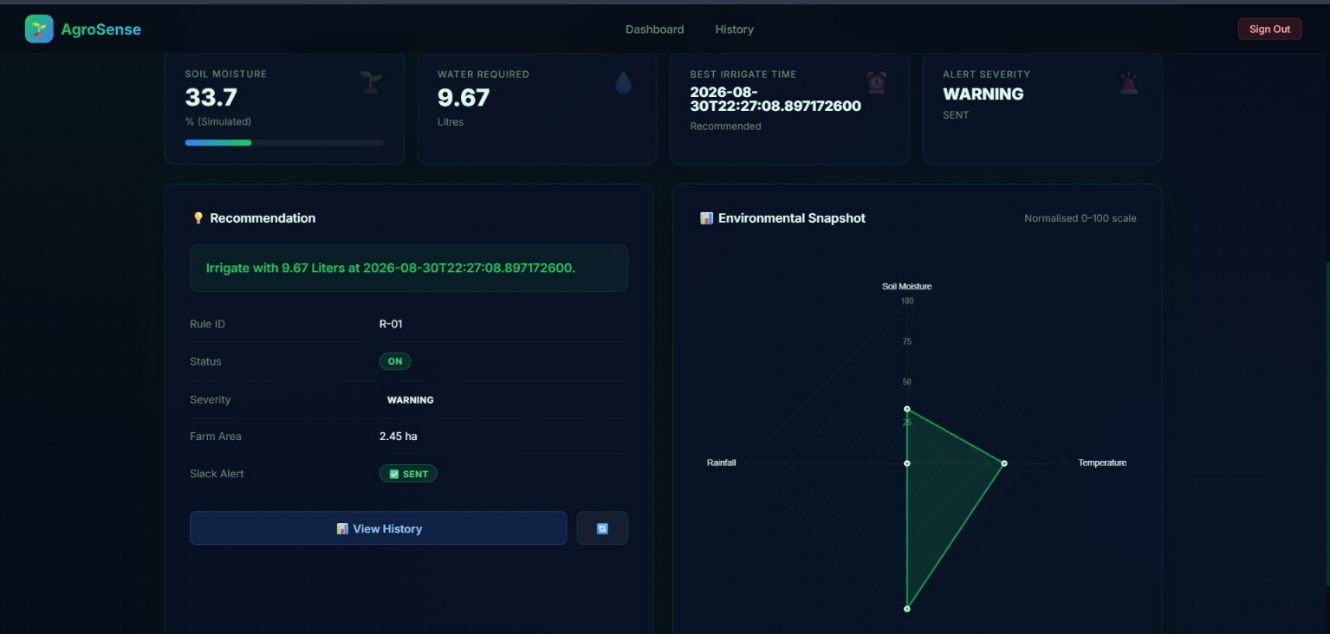 AgroSense
Dashboard
History
Sign Out
SOIL MOISTURE
33.7
% (Simulated)
WATER REQUIRED
9.67
Litres
BEST IRRIGATE TIME
2026-08-
30T22:27:08.897172600
Recommended
ALERT SEVERITY
WARNING
SENT
Recommendation
Irrigate with 9.67 Liters at 2026-08-30T22:27:08.897172600.
Rule ID
R-01
Status
ON
Severity
WARNING
Farm Area
2.45 ha
Slack Alert
SENT
View History
Environmental Snapshot
Normalised 0–100 scale
Soil Moisture
100
75
50
25
Rainfall
Temperature